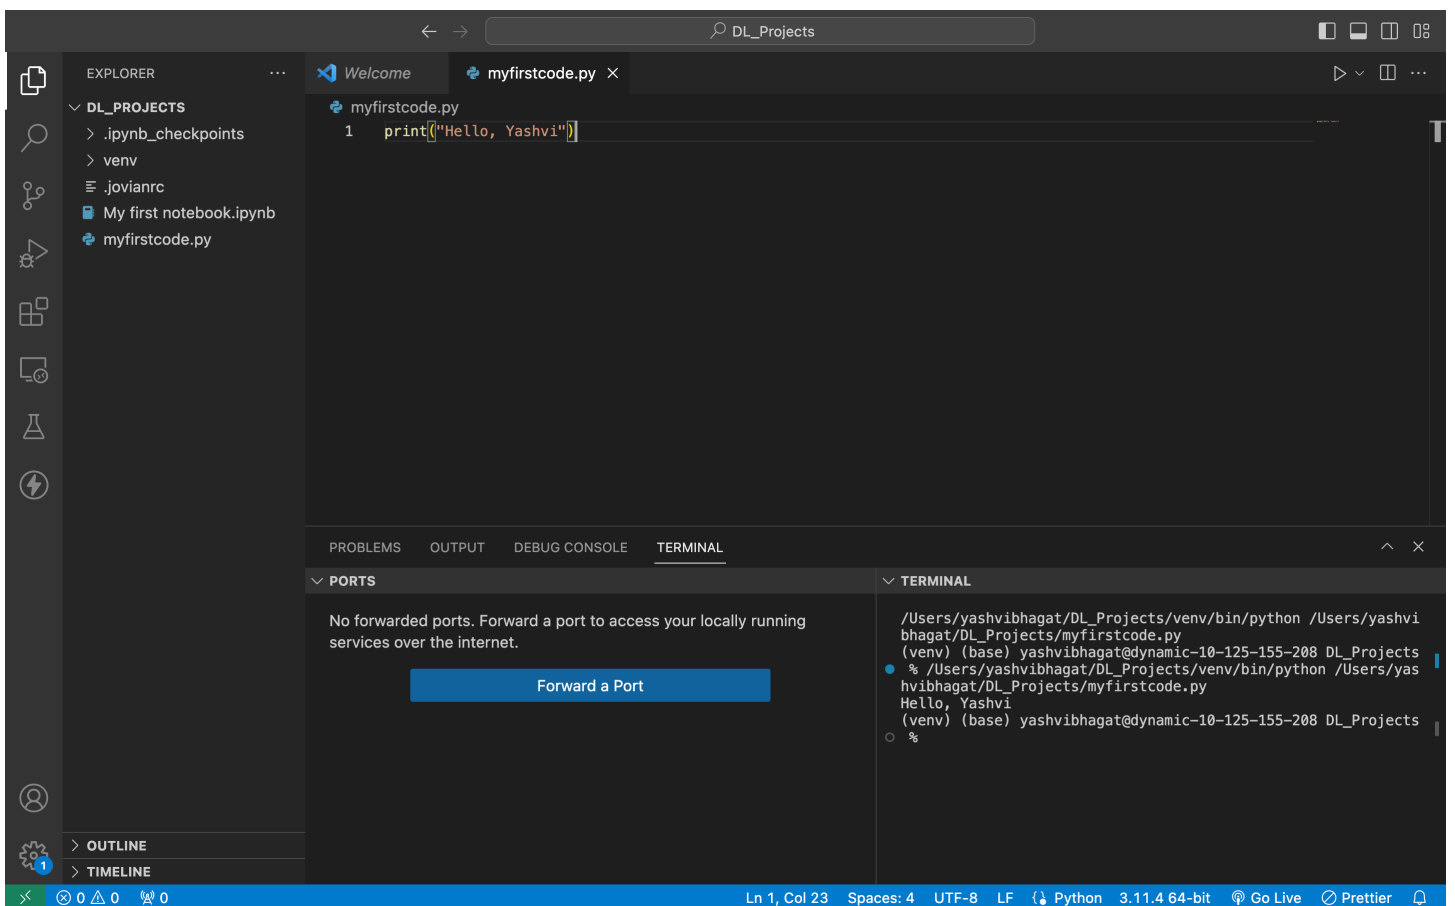 DL_Projects
EXPLORER
DL_PROJECTS
.ipynb_checkpoints
venv
.jovianrc
My first notebook.ipynb
myfirstcode.py
OUTLINE
TIMELINE
Welcome
myfirstcode.py
myfirstcode.py
1 print("Hello, Yashvi")
PROBLEMS OUTPUT DEBUG CONSOLE TERMINAL
PORTS
No forwarded ports. Forward a port to access your locally running
services over the internet.
Forward a Port
TERMINAL
/Users/yashvibhagat/DL_Projects/venv/bin/python /Users/yashvi
bhagat/DL_Projects/myfirstcode.py
(venv) (base) yashvibhagat@dynamic-10-125-155-208 DL_Projects
% /Users/yashvibhagat/DL_Projects/venv/bin/python /Users/yas
hvibhagat/DL_Projects/myfirstcode.py
Hello, Yashvi
(venv) (base) yashvibhagat@dynamic-10-125-155-208 DL_Projects
%
1
0 0 0 Ln 1, Col 23 Spaces: 4 UTF-8 LF Python 3.11.4 64-bit Go Live Prettier